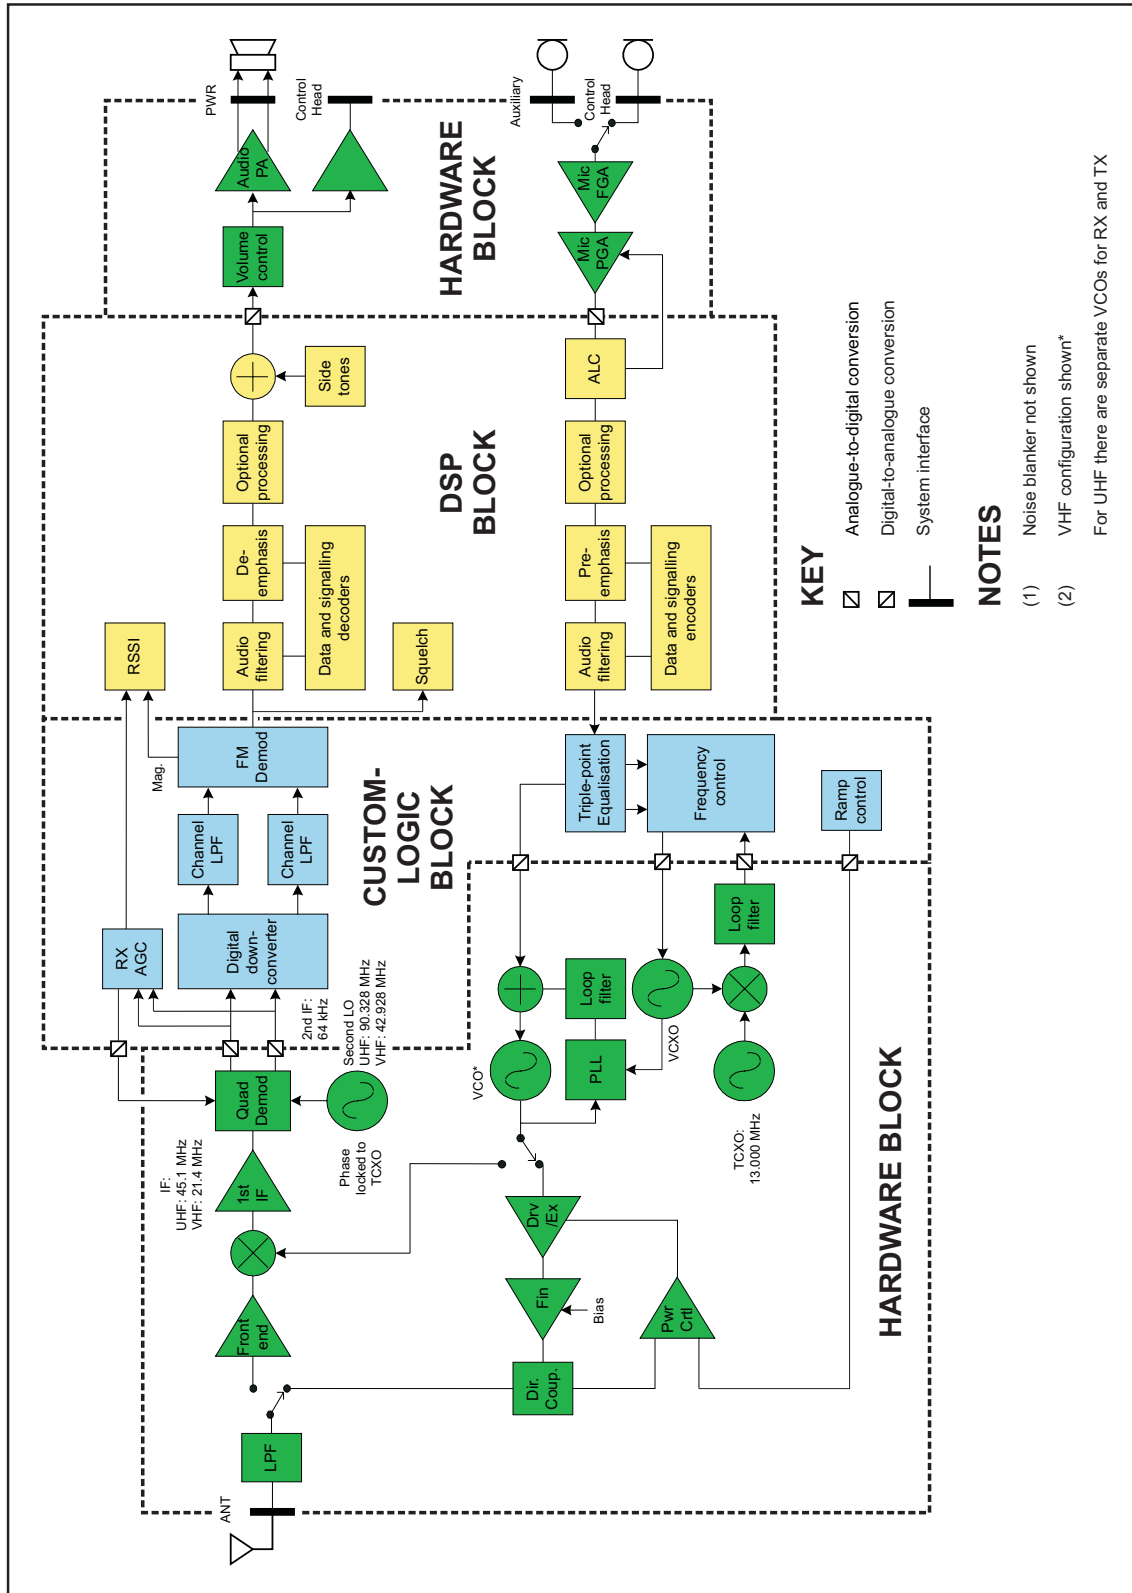 ANT
LPF
Front
end
1st
IF
IF:
UHF: 45.1 MHz
VHF: 21.4 MHz
Quad
Demod
Phase
locked to
TCXO
Second LO
UHF: 90.328 MHz
VHF: 42.928 MHz
2nd IF:
64 kHz
RX
AGC
Digital
down-
converter
Channel
LPF
Channel
LPF
FM
Demod
Mag.
RSSI
Squelch
Audio
filtering
De-
emphasis
Data and signalling
decoders
Optional
processing
Side
tones
Volume
control
Audio
PA
PWR
Control
Head
HARDWARE
BLOCK
DSP
BLOCK
CUSTOM-
LOGIC
BLOCK
Auxiliary
Control
Head
Mic
FGA
Mic
PGA
ALC
Optional
processing
Pre-
emphasis
Audio
filtering
Data and signalling
encoders
Triple-point
Equalisation
Frequency
control
Ramp
control
Loop
filter
Loop
filter
VCO*
PLL
VCXO
TCXO:
13.000 MHz
Drv
/Ex
Fin
Bias
Dir.
Coup.
Pwr
Crtl
HARDWARE BLOCK
KEY
Analogue-to-digital conversion
Digital-to-analogue conversion
System interface
NOTES
(1) Noise blanker not shown
(2) VHF configuration shown*
For UHF there are separate VCOs for RX and TX